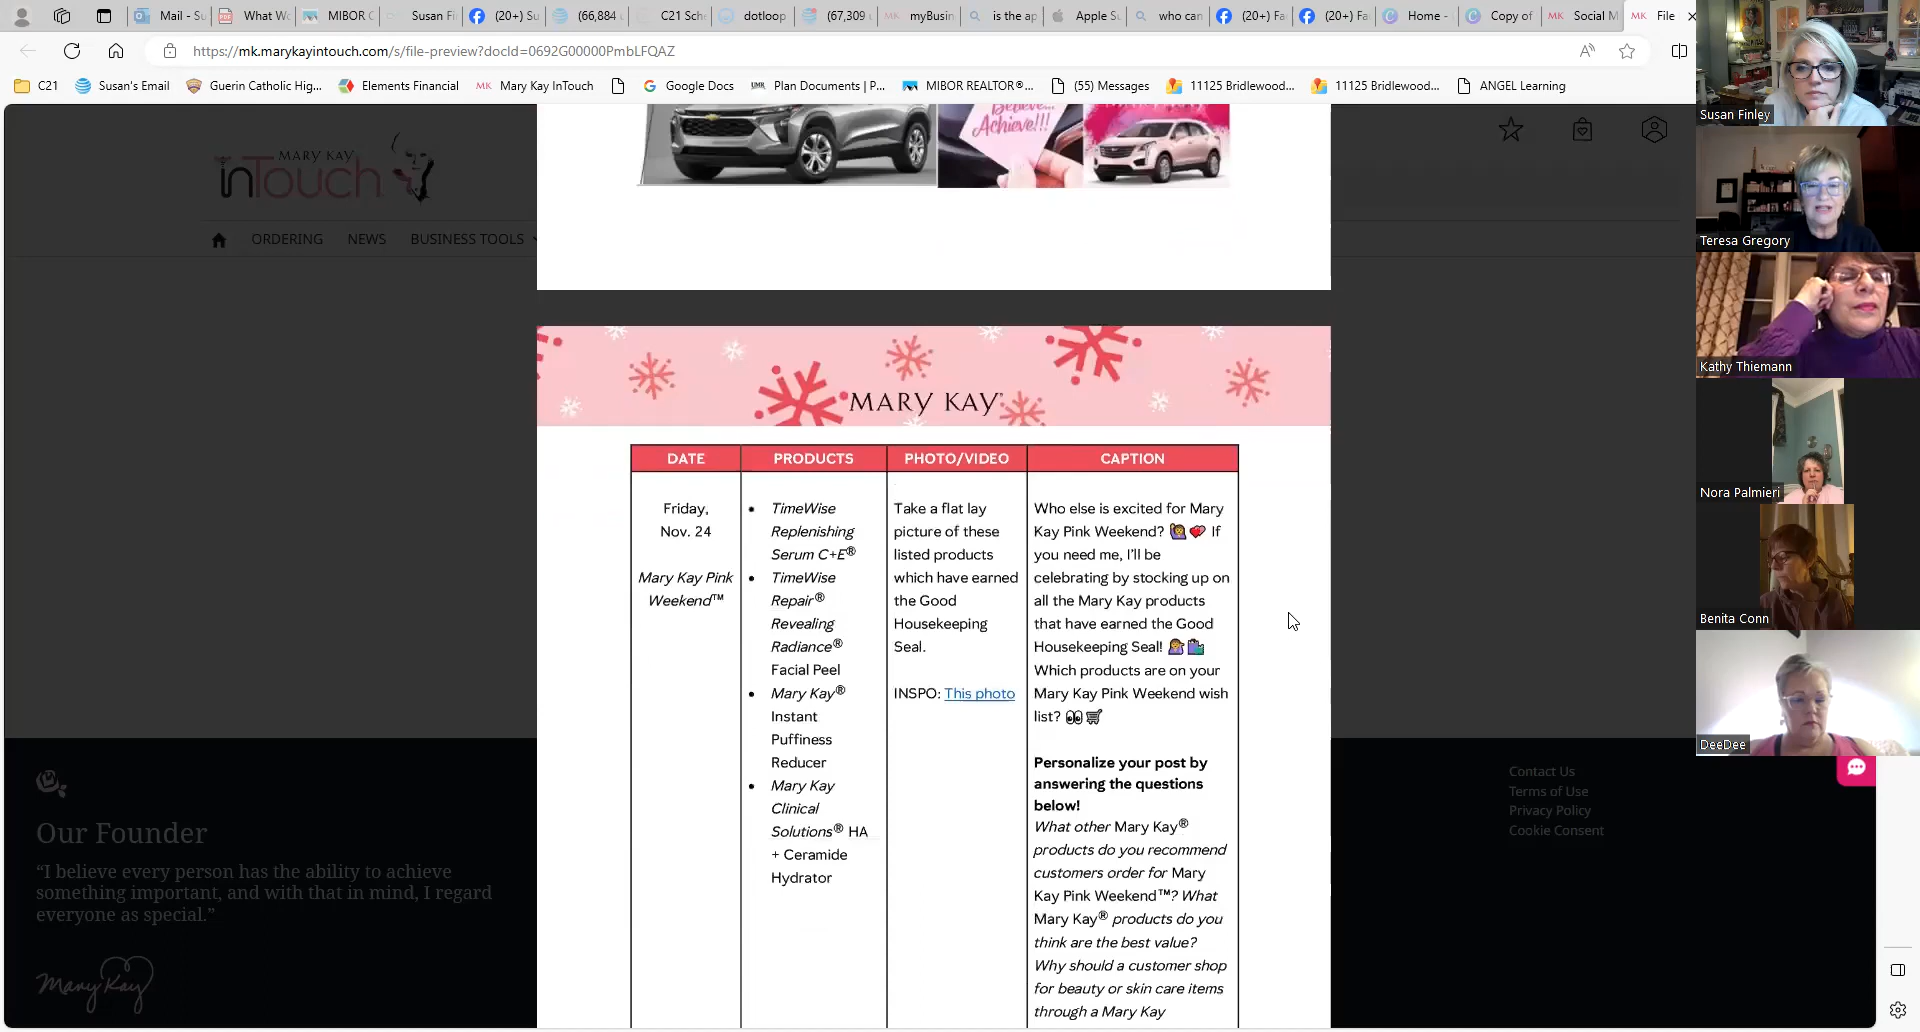 Mail - Su
What Wo
MIBOR C
Susan Fi
(20+) Su
(66,884 u
C21 Sch
dotloop
(67,309 u
myBusin
is the ap
Apple Su
who can
(20+) Fa
(20+) Fa
Home -
Copy of
Social M
File
https://mk.marykayintouch.com/s/file-preview?docId=0692G00000PmbLFQAZ
C21
Susan's Email
Guerin Catholic Hig...
Elements Financial
Mary Kay InTouch
Google Docs
Plan Documents | P...
MIBOR REALTOR®...
(55) Messages
11125 Bridlewood...
11125 Bridlewood...
ANGEL Learning
MARY KAY
inTouch
ORDERING
NEWS
BUSINESS TOOLS
Believe...
Achieve!!!
MARY KAY
DATE
PRODUCTS
PHOTO/VIDEO
CAPTION
Friday,
Nov. 24
Mary Kay Pink
Weekend™
TimeWise
Replenishing
Serum C+E®
TimeWise
Repair®
Revealing
Radiance®
Facial Peel
Mary Kay®
Instant
Puffiness
Reducer
Mary Kay
Clinical
Solutions® HA
+ Ceramide
Hydrator
Take a flat lay
picture of these
listed products
which have earned
the Good
Housekeeping
Seal.
INSPO: This photo
Who else is excited for Mary
Kay Pink Weekend? 🙋💕 If
you need me, I'll be
celebrating by stocking up on
all the Mary Kay products
that have earned the Good
Housekeeping Seal! 💁🛍️
Which products are on your
Mary Kay Pink Weekend wish
list? 👀🛒
Personalize your post by
answering the questions
below!
What other Mary Kay®
products do you recommend
customers order for Mary
Kay Pink Weekend™? What
Mary Kay® products do you
think are the best value?
Why should a customer shop
for beauty or skin care items
through a Mary Kay
Our Founder
“I believe every person has the ability to achieve
something important, and with that in mind, I regard
everyone as special.”
Mary Kay
Contact Us
Terms of Use
Privacy Policy
Cookie Consent
Susan Finley
Teresa Gregory
Kathy Thiemann
Nora Palmieri
Benita Conn
DeeDee